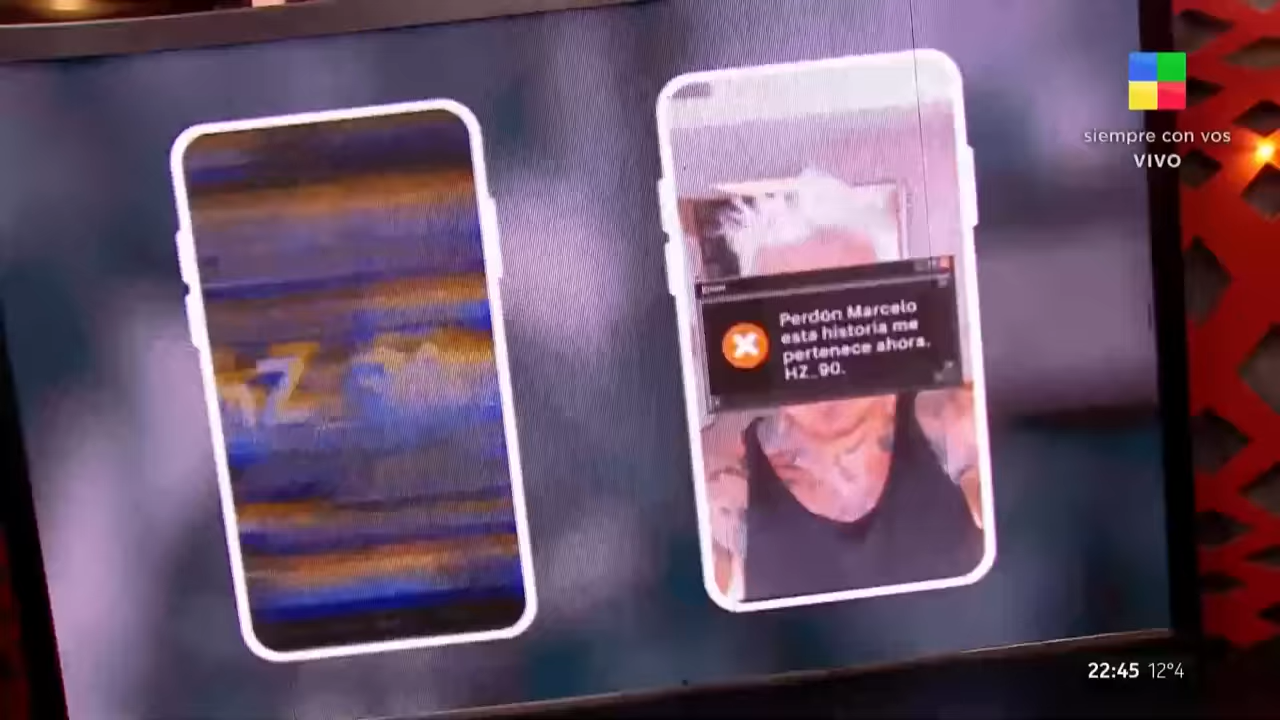 siempre con vos
VIVO
Perdón Marcelo
esta historia me
pertenece ahora.
HZ_90.
22:45 12°4